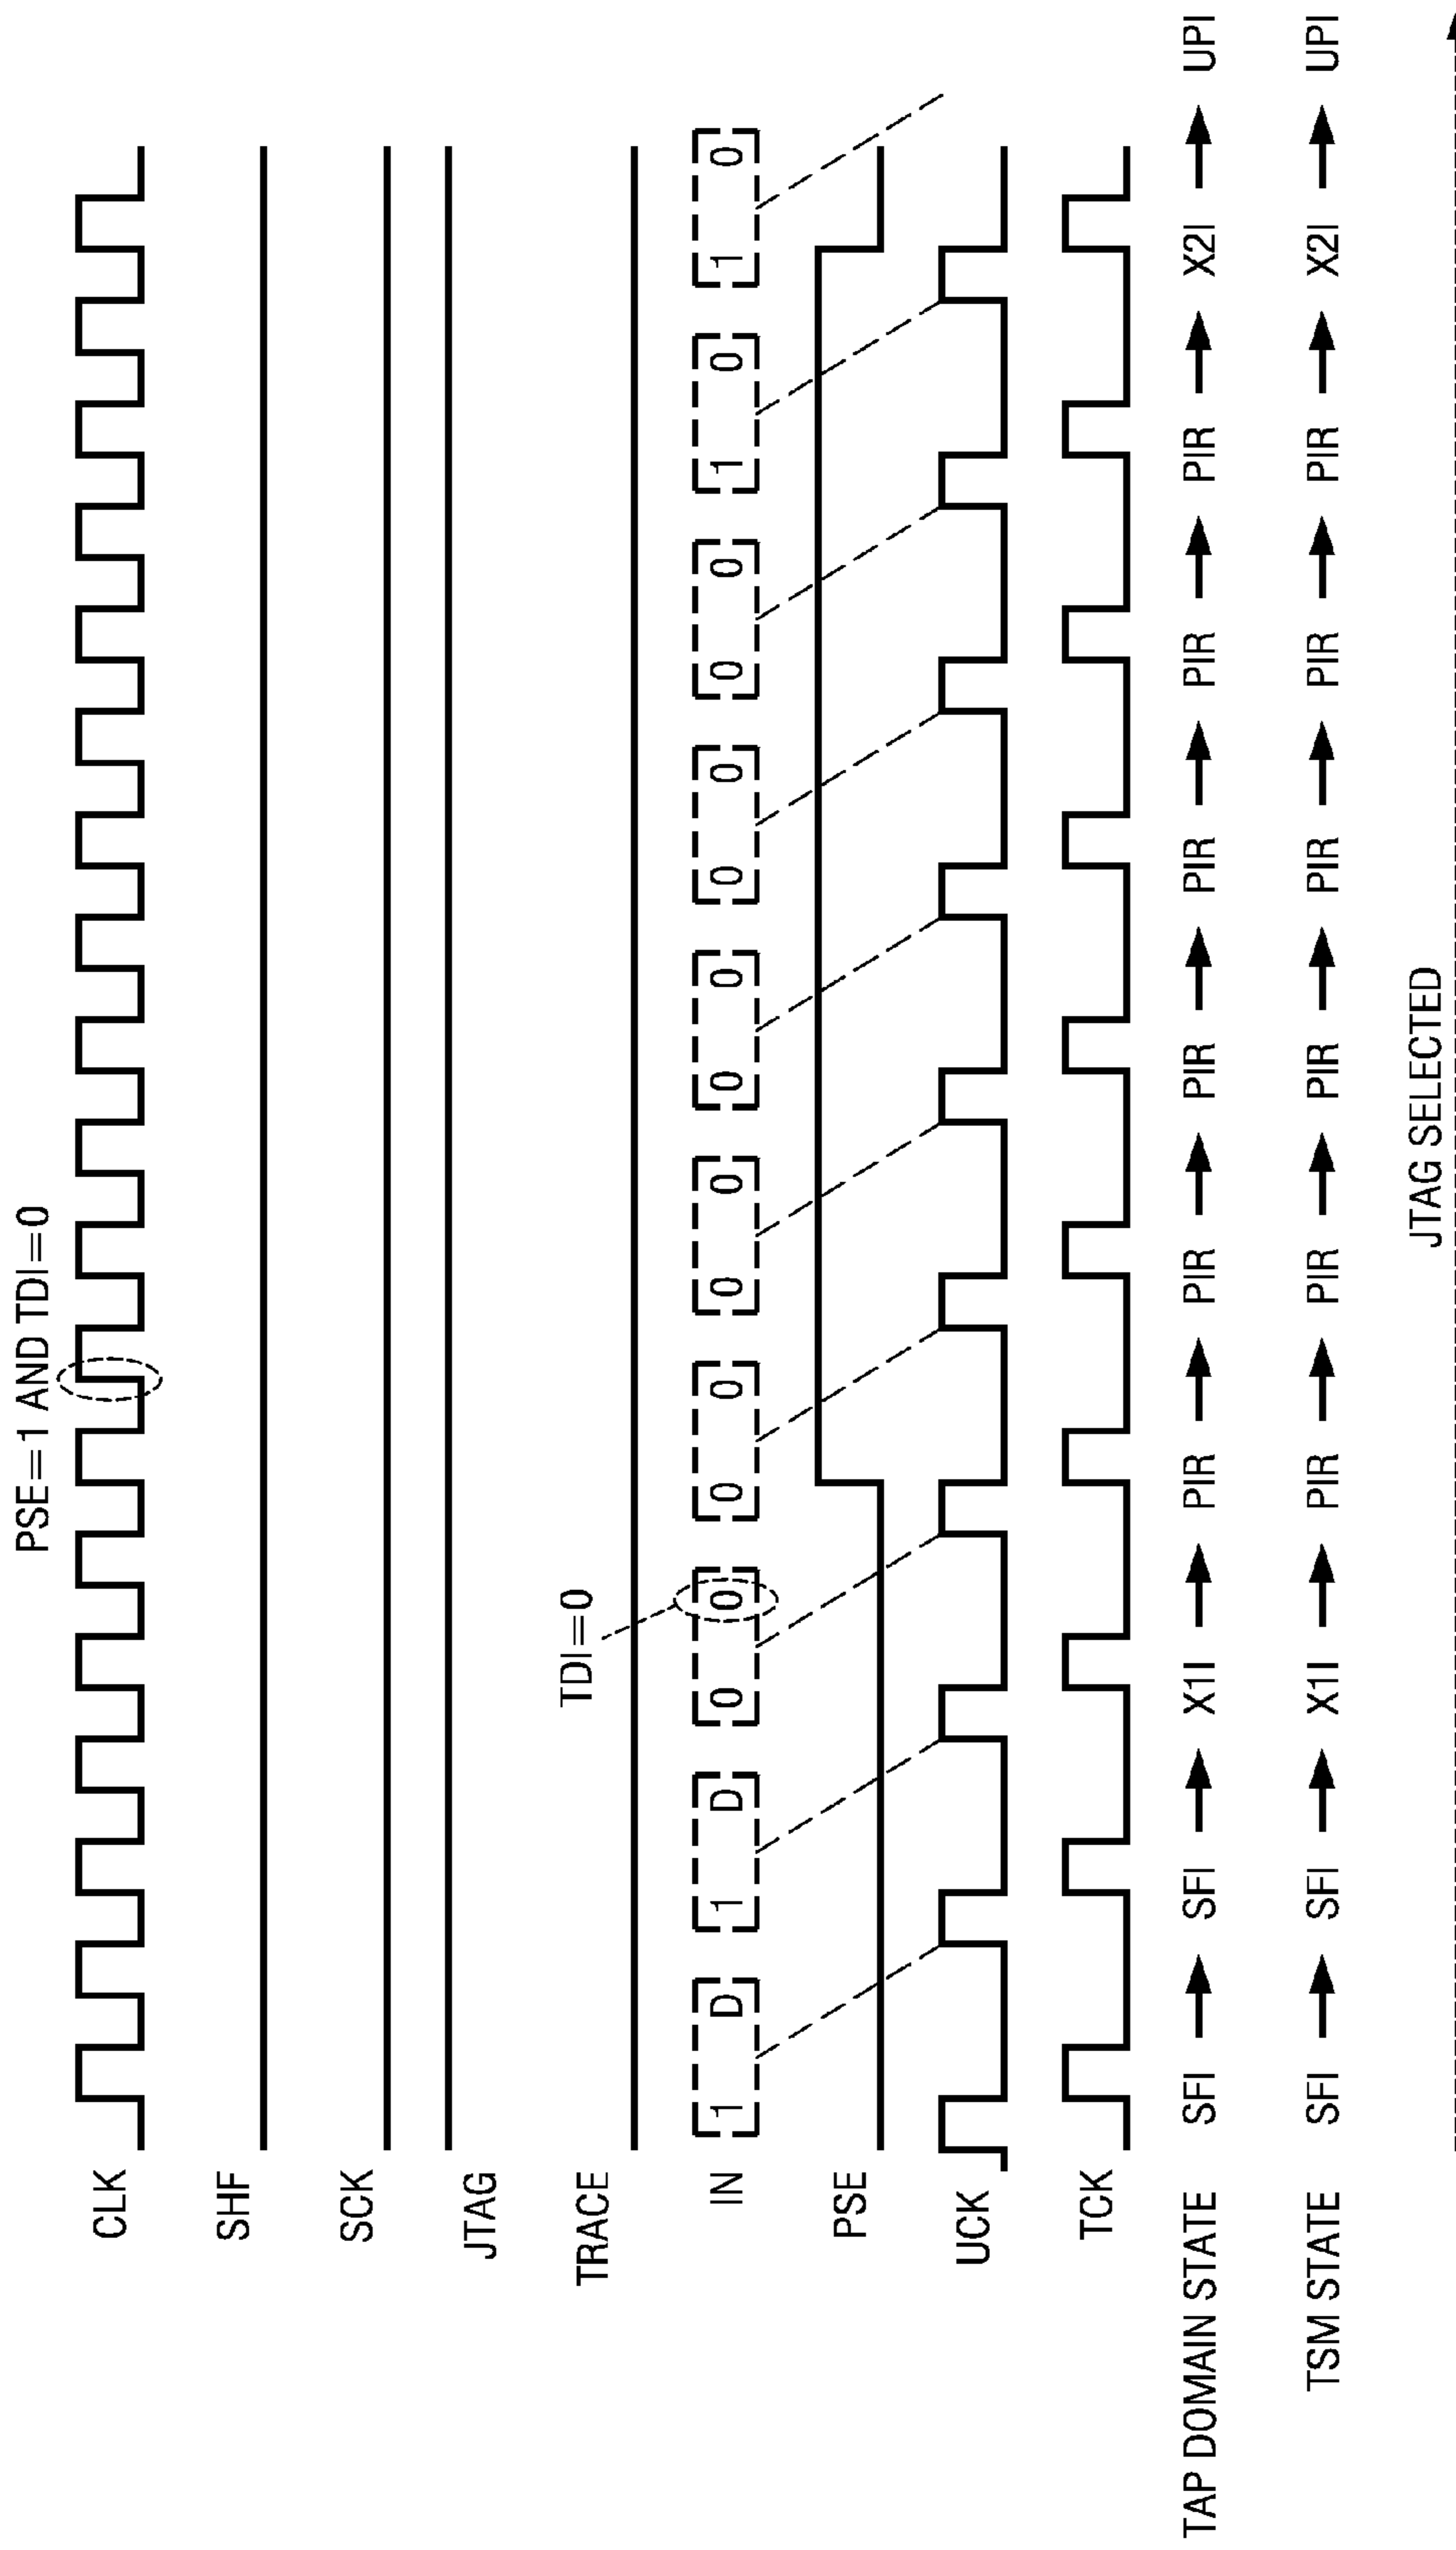 PSE=1 AND TDI=0
CLK
SHF
SCK
JTAG
TRACE
TDI=0
IN 1 D 1 D 0 0 0 0 0 0 0 0 0 0 0 0 1 0 1 0
PSE
UCK
TCK
TAP DOMAIN STATE SFI SFI X1I PIR PIR PIR PIR PIR PIR X2I UPI
TSM STATE SFI SFI X1I PIR PIR PIR PIR PIR PIR X2I UPI
JTAG SELECTED